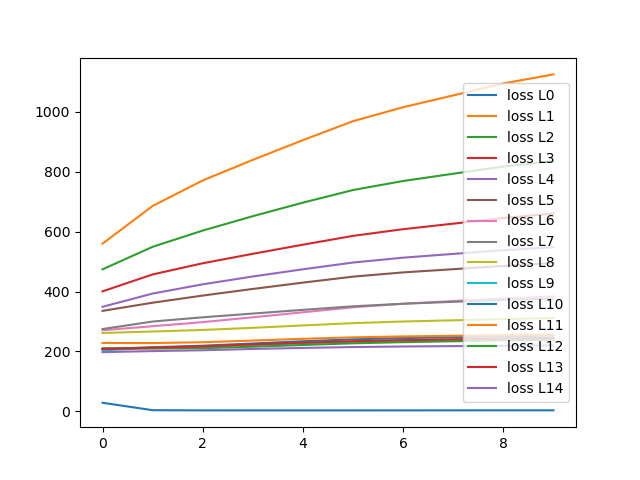 1000
800
600
400
200
0
0
2
4
6
8
loss L0
loss L1
loss L2
loss L3
loss L4
loss L5
loss L6
loss L7
loss L8
loss L9
loss L10
loss L11
loss L12
loss L13
loss L14